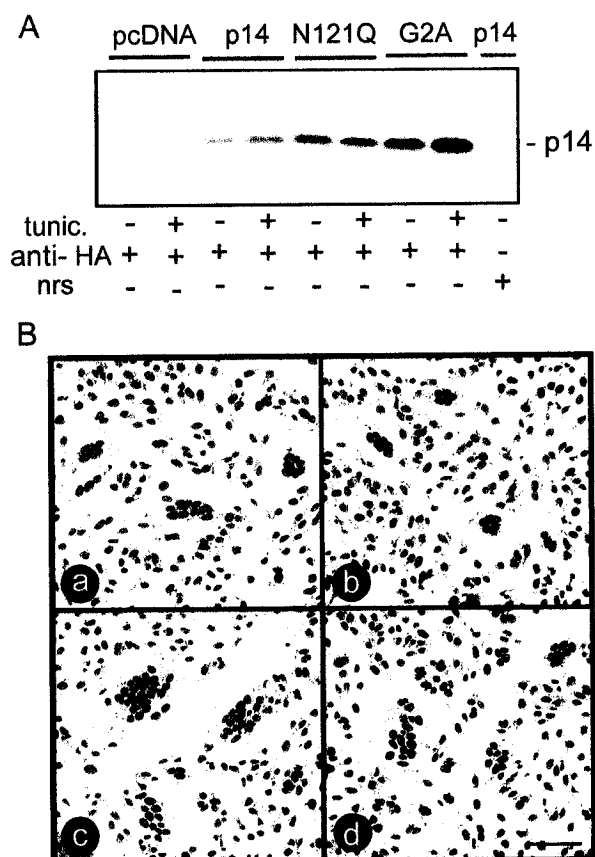 A
pcDNA p14 N121Q G2A p14
- p14
tunic. - + - + - + - + -
anti- HA + + + + + + + + -
nrs - - - - - - - - +
B
a
b
c
d